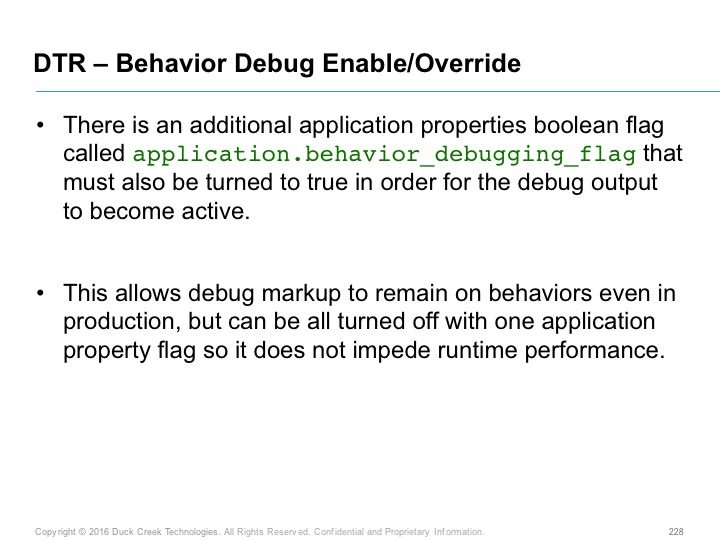 DTR – Behavior Debug Enable/Override
• There is an additional application properties boolean flag
called application.behavior_debugging_flag that
must also be turned to true in order for the debug output
to become active.
• This allows debug markup to remain on behaviors even in
production, but can be all turned off with one application
property flag so it does not impede runtime performance.
Copyright © 2016 Duck Creek Technologies. All Rights Reserved. Confidential and Proprietary Information. 228